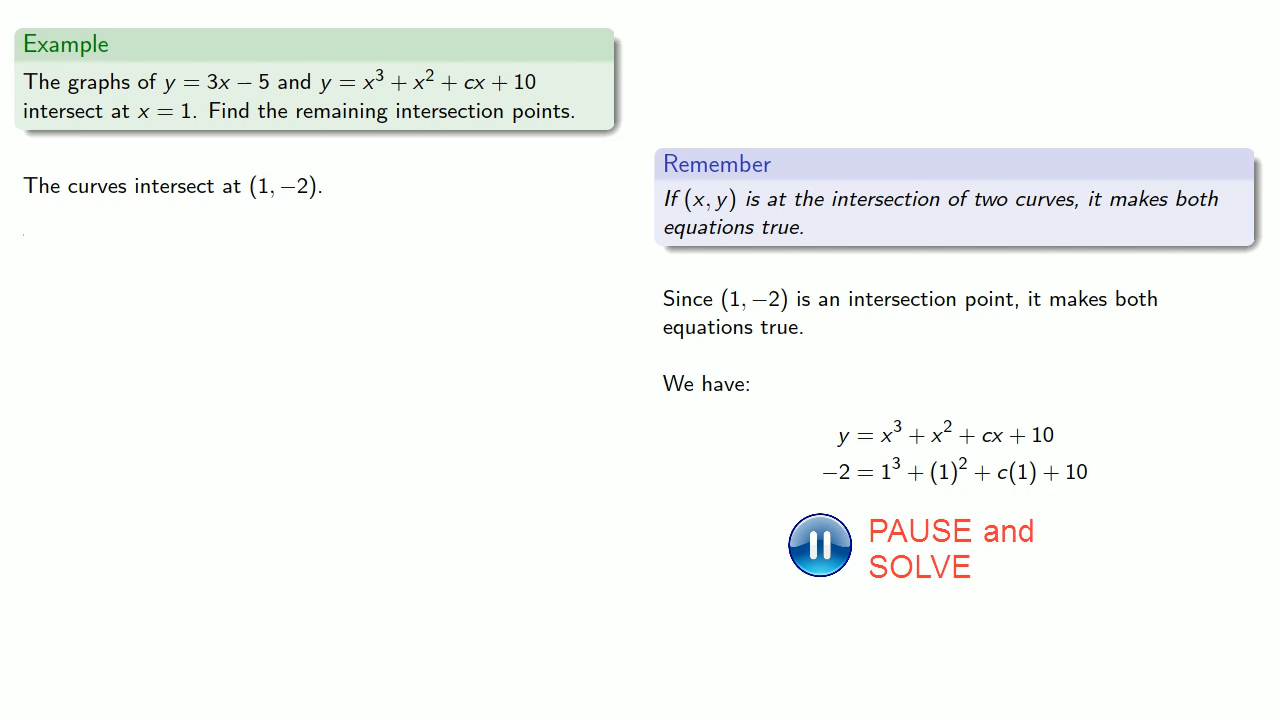 Example
The graphs of y = 3x − 5 and y = x³ + x² + cx + 10
intersect at x = 1. Find the remaining intersection points.
The curves intersect at (1, −2).
Remember
If (x, y) is at the intersection of two curves, it makes both
equations true.
Since (1, −2) is an intersection point, it makes both
equations true.
We have:
y = x³ + x² + cx + 10
−2 = 1³ + (1)² + c(1) + 10
PAUSE and
SOLVE